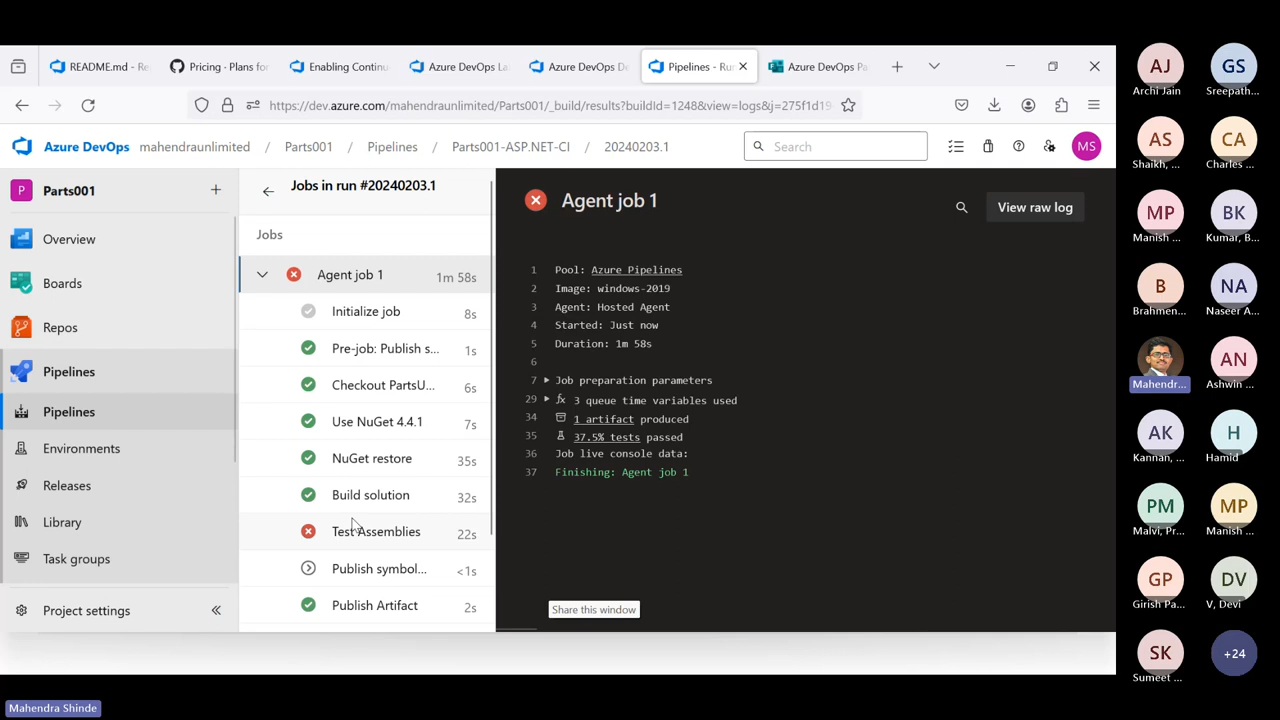 README.md - Re
Pricing · Plans for
Enabling Continu
Azure DevOps La
Azure DevOps De
Pipelines - Ru
Azure DevOps Pa
https://dev.azure.com/mahendraunlimited/Parts001/_build/results?buildId=1248&view=logs&j=275f1d19
Azure DevOps mahendraunlimited / Parts001 / Pipelines / Parts001-ASP.NET-CI / 20240203.1
Search
MS
P Parts001
Overview
Boards
Repos
Pipelines
Pipelines
Environments
Releases
Library
Task groups
Project settings
Jobs in run #20240203.1
Jobs
Agent job 1 1m 58s
Initialize job 8s
Pre-job: Publish s... 1s
Checkout PartsU... 6s
Use NuGet 4.4.1 7s
NuGet restore 35s
Build solution 32s
Test Assemblies 22s
Publish symbol... <1s
Publish Artifact 2s
Agent job 1
View raw log
1 Pool: Azure Pipelines
2 Image: windows-2019
3 Agent: Hosted Agent
4 Started: Just now
5 Duration: 1m 58s
6
7 Job preparation parameters
29 fx 3 queue time variables used
34 1 artifact produced
35 37.5% tests passed
36 Job live console data:
37 Finishing: Agent job 1
Share this window
AJ
Archi Jain
GS
Sreepath...
AS
Shaikh, ...
CA
Charles ...
MP
Manish ...
BK
Kumar, B...
B
Brahmen...
NA
Naseer A...
Mahendr...
AN
Ashwin ...
AK
Kannan, ...
H
Hamid
PM
Malvi, Pr...
MP
Manish ...
GP
Girish Pa...
DV
V, Devi
SK
Sumeet ...
+24
Mahendra Shinde